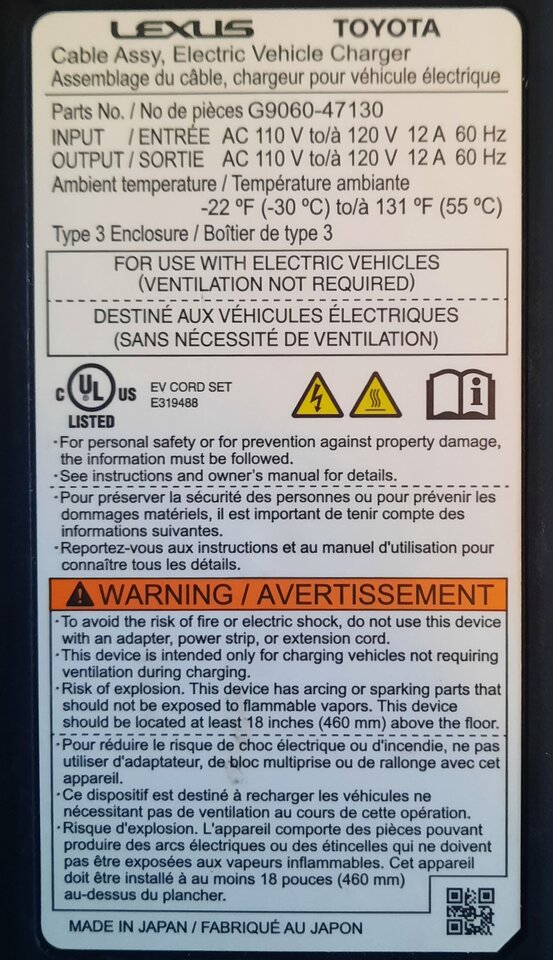 LEXUS TOYOTA
Cable Assy, Electric Vehicle Charger
Assemblage du câble, chargeur pour véhicule électrique
Parts No. / No de pièces G9060-47130
INPUT / ENTRÉE AC 110 V to/à 120 V 12 A 60 Hz
OUTPUT / SORTIE AC 110 V to/à 120 V 12 A 60 Hz
Ambient temperature / Température ambiante
-22 ºF (-30 ºC) to/à 131 ºF (55 ºC)
Type 3 Enclosure / Boîtier de type 3
FOR USE WITH ELECTRIC VEHICLES
(VENTILATION NOT REQUIRED)
DESTINÉ AUX VÉHICULES ÉLECTRIQUES
(SANS NÉCESSITÉ DE VENTILATION)
C UL US
LISTED
EV CORD SET
E319488
·For personal safety or for prevention against property damage,
the information must be followed.
·See instructions and owner's manual for details.
·Pour préserver la sécurité des personnes ou pour prévenir les
dommages matériels, il est important de tenir compte des
informations suivantes.
·Reportez-vous aux instructions et au manuel d'utilisation pour
connaître tous les détails.
WARNING / AVERTISSEMENT
·To avoid the risk of fire or electric shock, do not use this device
with an adapter, power strip, or extension cord.
·This device is intended only for charging vehicles not requiring
ventilation during charging.
·Risk of explosion. This device has arcing or sparking parts that
should not be exposed to flammable vapors. This device
should be located at least 18 inches (460 mm) above the floor.
·Pour réduire le risque de choc électrique ou d'incendie, ne pas
utiliser d'adaptateur, de bloc multiprise ou de rallonge avec cet
appareil.
·Ce dispositif est destiné à recharger les véhicules ne
nécessitant pas de ventilation au cours de cette opération.
·Risque d'explosion. L'appareil comporte des pièces pouvant
produire des arcs électriques ou des étincelles qui ne doivent
pas être exposées aux vapeurs inflammables. Cet appareil
doit être installé à au moins 18 pouces (460 mm)
au-dessus du plancher.
MADE IN JAPAN / FABRIQUÉ AU JAPON